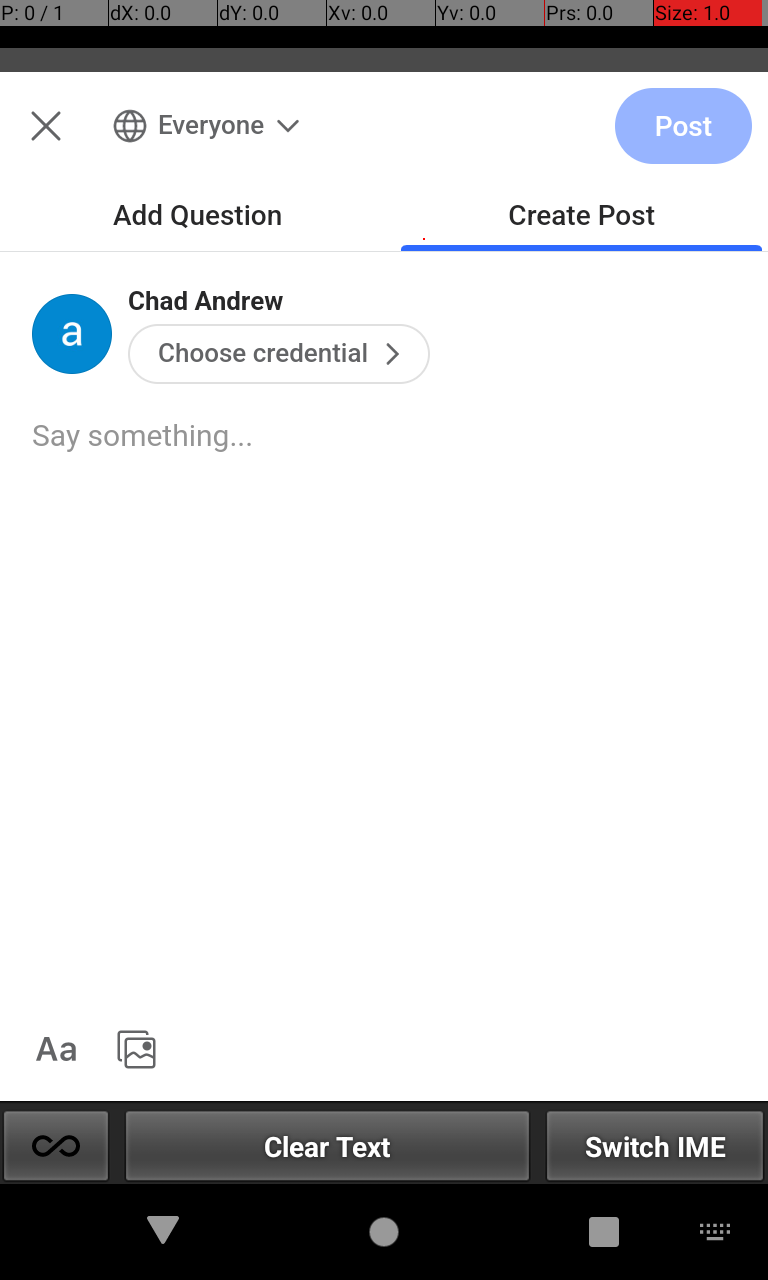 P: 0 / 1 dX: 0.0 dY: 0.0 Xv: 0.0 Yv: 0.0 Prs: 0.0 Size: 1.0
Everyone
Post
Add Question Create Post
a
Chad Andrew
Choose credential
Say something...
Aa
Clear Text Switch IME